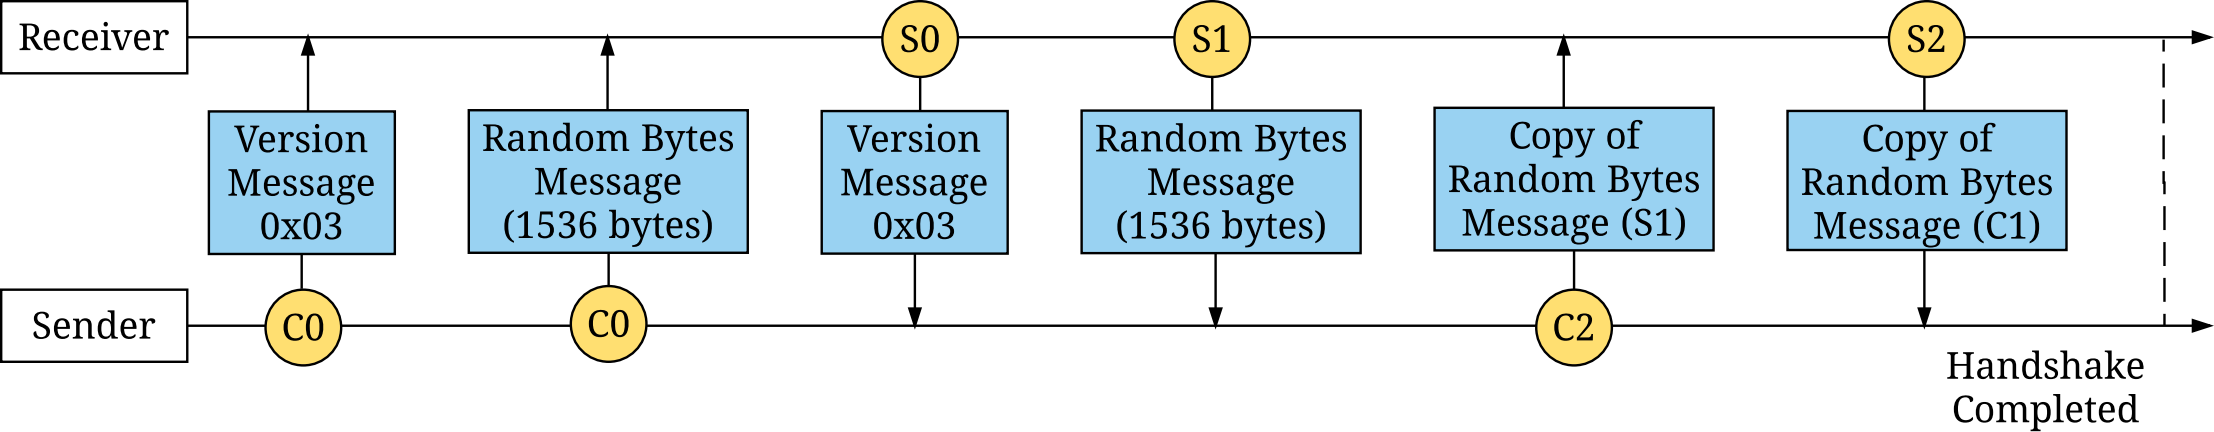 Receiver
S0
S1
S2
Version
Message
0x03
Random Bytes
Message
(1536 bytes)
Version
Message
0x03
Random Bytes
Message
(1536 bytes)
Copy of
Random Bytes
Message (S1)
Copy of
Random Bytes
Message (C1)
Sender
C0
C0
C2
Handshake
Completed